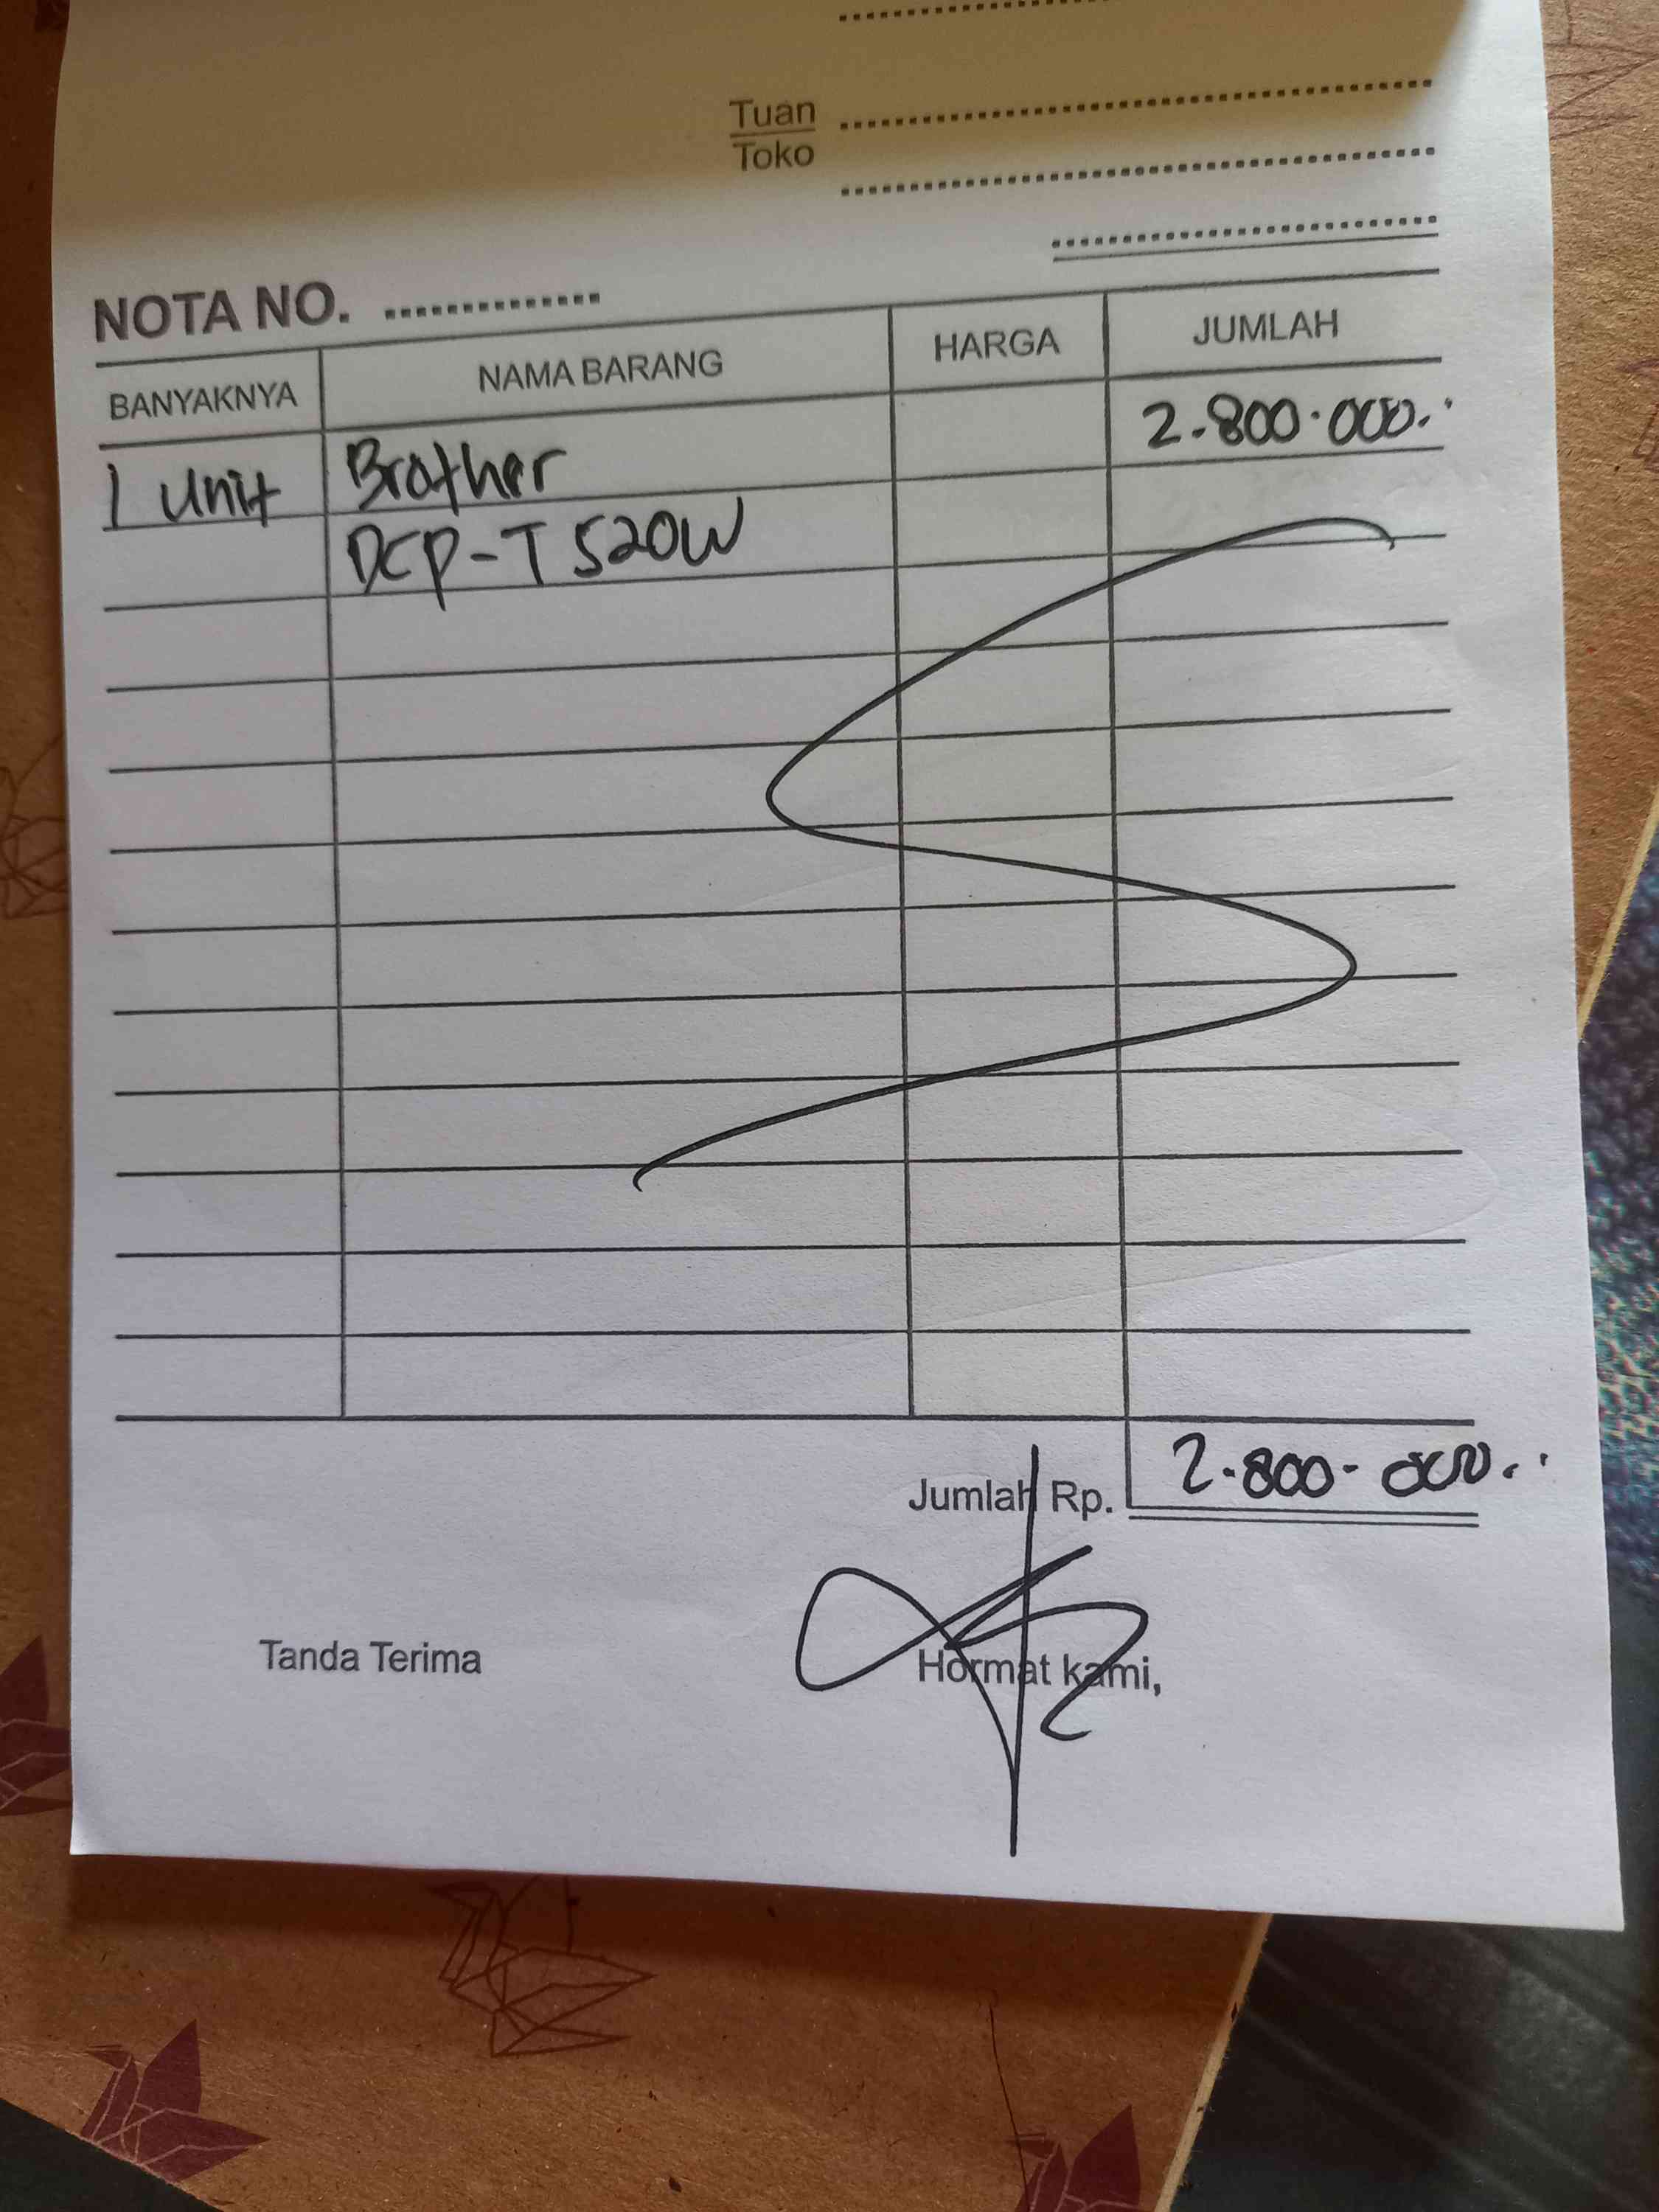 Tuan
Toko
NOTA NO. ..............
BANYAKNYA NAMA BARANG HARGA JUMLAH
1 Unit Brother 2.800.000.-
DCP-T520W
Jumlah Rp. 2.800.000.-
Tanda Terima Hormat kami,